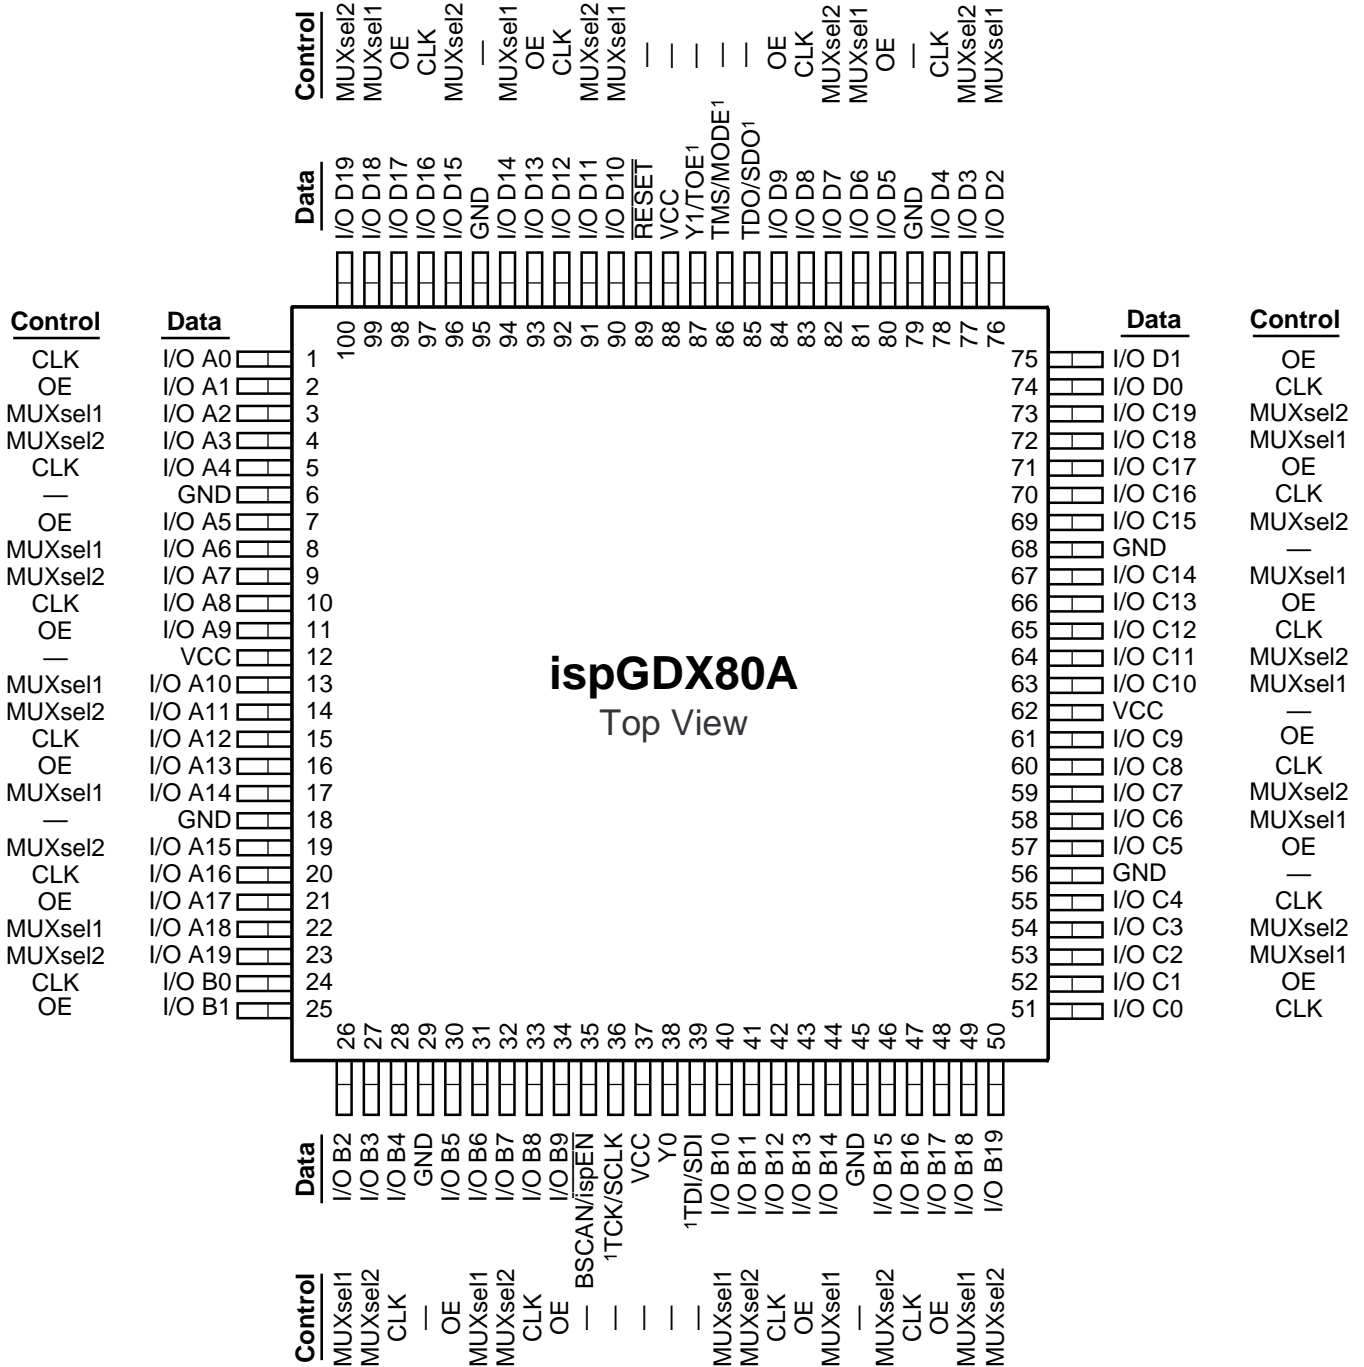 Control MUXsel2 MUXsel1 OE CLK MUXsel2 — MUXsel1 OE CLK MUXsel2 MUXsel1 — — — — — OE CLK MUXsel2 MUXsel1 OE — CLK MUXsel2 MUXsel1
Data I/O D19 I/O D18 I/O D17 I/O D16 I/O D15 GND I/O D14 I/O D13 I/O D12 I/O D11 I/O D10 RESET VCC Y1/TOE¹ TMS/MODE¹ TDO/SDO¹ I/O D9 I/O D8 I/O D7 I/O D6 I/O D5 GND I/O D4 I/O D3 I/O D2
100 99 98 97 96 95 94 93 92 91 90 89 88 87 86 85 84 83 82 81 80 79 78 77 76
Control Data Data Control
CLK I/O A0 1 75 I/O D1 OE
OE I/O A1 2 74 I/O D0 CLK
MUXsel1 I/O A2 3 73 I/O C19 MUXsel2
MUXsel2 I/O A3 4 72 I/O C18 MUXsel1
CLK I/O A4 5 71 I/O C17 OE
— GND 6 70 I/O C16 CLK
OE I/O A5 7 69 I/O C15 MUXsel2
MUXsel1 I/O A6 8 68 GND —
MUXsel2 I/O A7 9 67 I/O C14 MUXsel1
CLK I/O A8 10 66 I/O C13 OE
OE I/O A9 11 65 I/O C12 CLK
— VCC 12 64 I/O C11 MUXsel2
MUXsel1 I/O A10 13 63 I/O C10 MUXsel1
ispGDX80A
MUXsel2 I/O A11 14 62 VCC —
Top View
CLK I/O A12 15 61 I/O C9 OE
OE I/O A13 16 60 I/O C8 CLK
MUXsel1 I/O A14 17 59 I/O C7 MUXsel2
— GND 18 58 I/O C6 MUXsel1
MUXsel2 I/O A15 19 57 I/O C5 OE
CLK I/O A16 20 56 GND —
OE I/O A17 21 55 I/O C4 CLK
MUXsel1 I/O A18 22 54 I/O C3 MUXsel2
MUXsel2 I/O A19 23 53 I/O C2 MUXsel1
CLK I/O B0 24 52 I/O C1 OE
OE I/O B1 25 51 I/O C0 CLK
26 27 28 29 30 31 32 33 34 35 36 37 38 39 40 41 42 43 44 45 46 47 48 49 50
Data I/O B2 I/O B3 I/O B4 GND I/O B5 I/O B6 I/O B7 I/O B8 I/O B9 BSCAN/ispEN ¹TCK/SCLK VCC Y0 ¹TDI/SDI I/O B10 I/O B11 I/O B12 I/O B13 I/O B14 GND I/O B15 I/O B16 I/O B17 I/O B18 I/O B19
Control MUXsel1 MUXsel2 CLK — OE MUXsel1 MUXsel2 CLK OE — — — — — MUXsel1 MUXsel2 CLK OE MUXsel1 — MUXsel2 CLK OE MUXsel1 MUXsel2